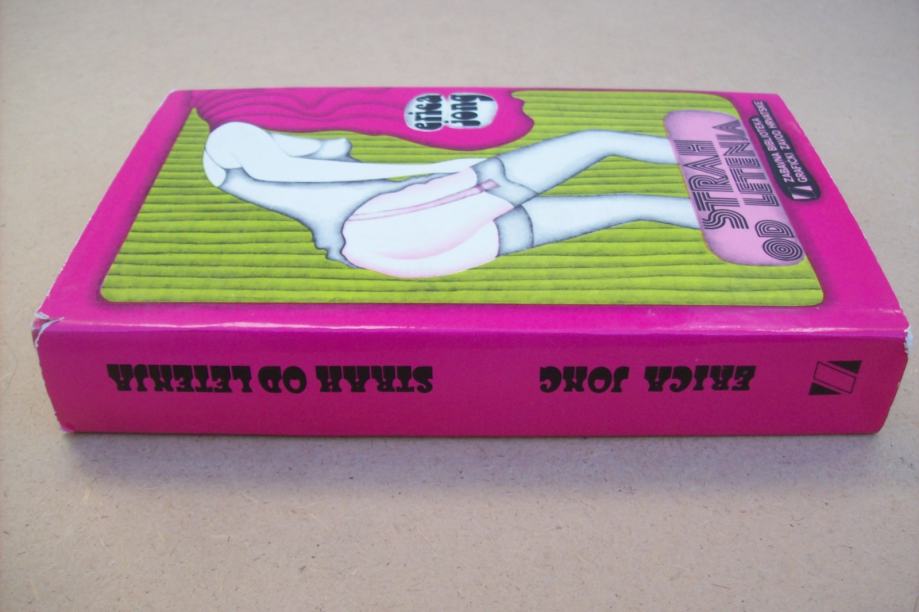 erica
jong
STRAH
OD LETENJA
ZABAVNA BIBLIOTEKA
GRAFIČKI ZAVOD HRVATSKE
ERICA JONG STRAH OD LETENJA